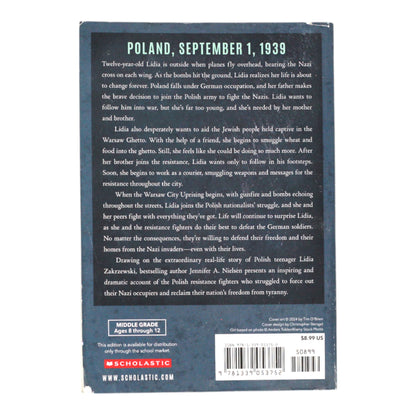 POLAND, SEPTEMBER 1, 1939
Twelve-year-old Lidia is outside when planes fly overhead, bearing the Nazi
cross on each wing. As the bombs hit the ground, Lidia realizes her life is about
to change forever. Poland falls under German occupation, and her father makes
the brave decision to join the Polish army to fight the Nazis. Lidia wants to
follow him into war, but she's far too young, and she's needed by her mother
and brother.
Lidia also desperately wants to aid the Jewish people held captive in the
Warsaw Ghetto. With the help of a friend, she begins to smuggle wheat and
food into the ghetto. Still, she feels like she could be doing so much more. After
her brother joins the resistance, Lidia wants only to follow in his footsteps.
Soon, she begins to work as a courier, smuggling weapons and messages for the
resistance throughout the city.
When the Warsaw City Uprising begins, with gunfire and bombs echoing
throughout the streets, Lidia joins the Polish nationalists' struggle, and she and
her peers fight with everything they've got. Life will continue to surprise Lidia,
as she and the resistance fighters do their best to defeat the German soldiers.
No matter the consequences, they're willing to defend their freedom and their
homes from the Nazi invaders—even with their lives.
Drawing on the extraordinary real-life story of Polish teenager Lidia
Zakrzewski, bestselling author Jennifer A. Nielsen presents an inspiring and
dramatic account of the Polish resistance fighters who struggled to force out
their Nazi occupiers and reclaim their nation's freedom from tyranny.
MIDDLE GRADE
Ages 8 through 12
This edition is available for distribution
only through the school market.
SCHOLASTIC
WWW.SCHOLASTIC.COM
Cover art © 2024 by Tim O'Brien
Cover design by Christopher Stengel
$8.99 US
50899